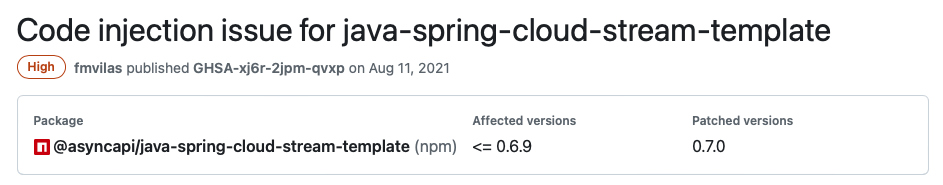 Code injection issue for java-spring-cloud-stream-template
High fmvilas published GHSA-xj6r-2jpm-qvxp on Aug 11, 2021
Package Affected versions Patched versions
@asyncapi/java-spring-cloud-stream-template (npm) <= 0.6.9 0.7.0